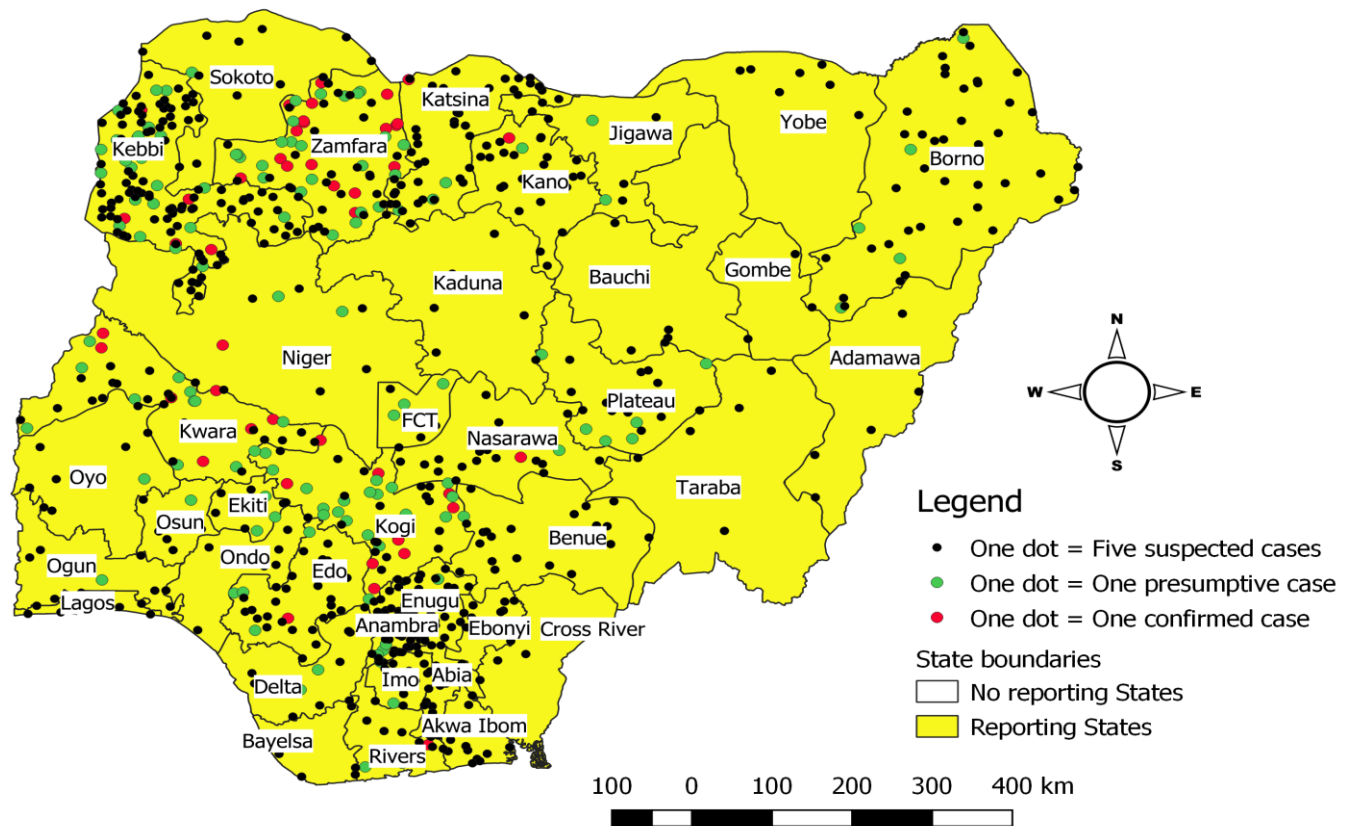 Sokoto
Katsina
Yobe
Jigawa
Kebbi
Zamfara
Borno
Kano
Kaduna
Bauchi
Gombe
Niger
Adamawa
Plateau
FCT
Kwara
Nasarawa
Oyo
Taraba
Ekiti
Osun
Kogi
Benue
Ondo
Edo
Ogun
Lagos
Enugu
Anambra
Ebonyi
Cross River
Imo
Abia
Delta
Akwa Ibom
Bayelsa
Rivers
N
W
E
S
Legend
One dot = Five suspected cases
One dot = One presumptive case
One dot = One confirmed case
State boundaries
No reporting States
Reporting States
100 0 100 200 300 400 km